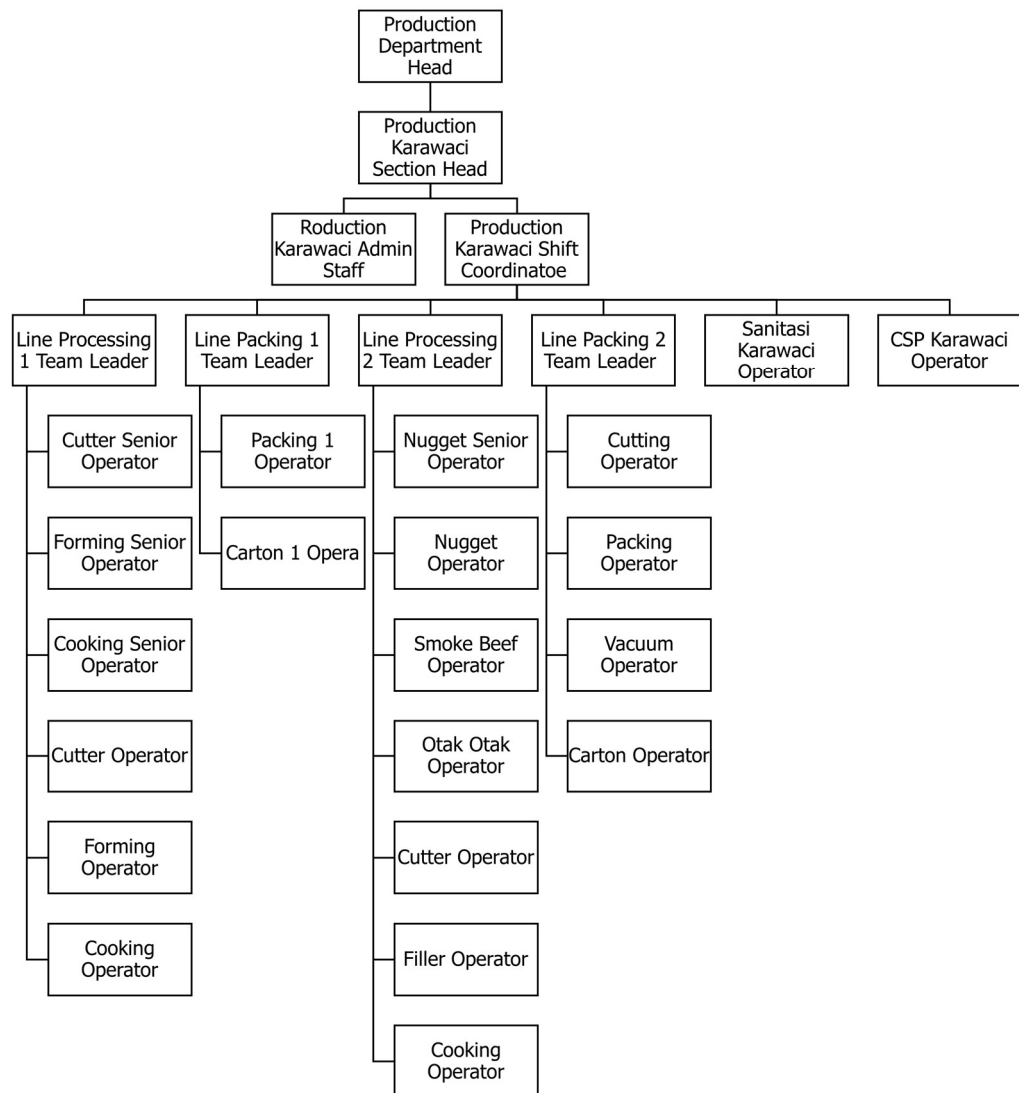 Production
Department
Head
Production
Karawaci
Section Head
Roduction
Karawaci Admin
Staff
Production
Karawaci Shift
Coordinatoe
Line Processing
1 Team Leader
Line Packing 1
Team Leader
Line Processing
2 Team Leader
Line Packing 2
Team Leader
Sanitasi
Karawaci
Operator
CSP Karawaci
Operator
Cutter Senior
Operator
Forming Senior
Operator
Cooking Senior
Operator
Cutter Operator
Forming
Operator
Cooking
Operator
Packing 1
Operator
Carton 1 Opera
Nugget Senior
Operator
Nugget
Operator
Smoke Beef
Operator
Otak Otak
Operator
Cutter Operator
Filler Operator
Cooking
Operator
Cutting
Operator
Packing
Operator
Vacuum
Operator
Carton Operator